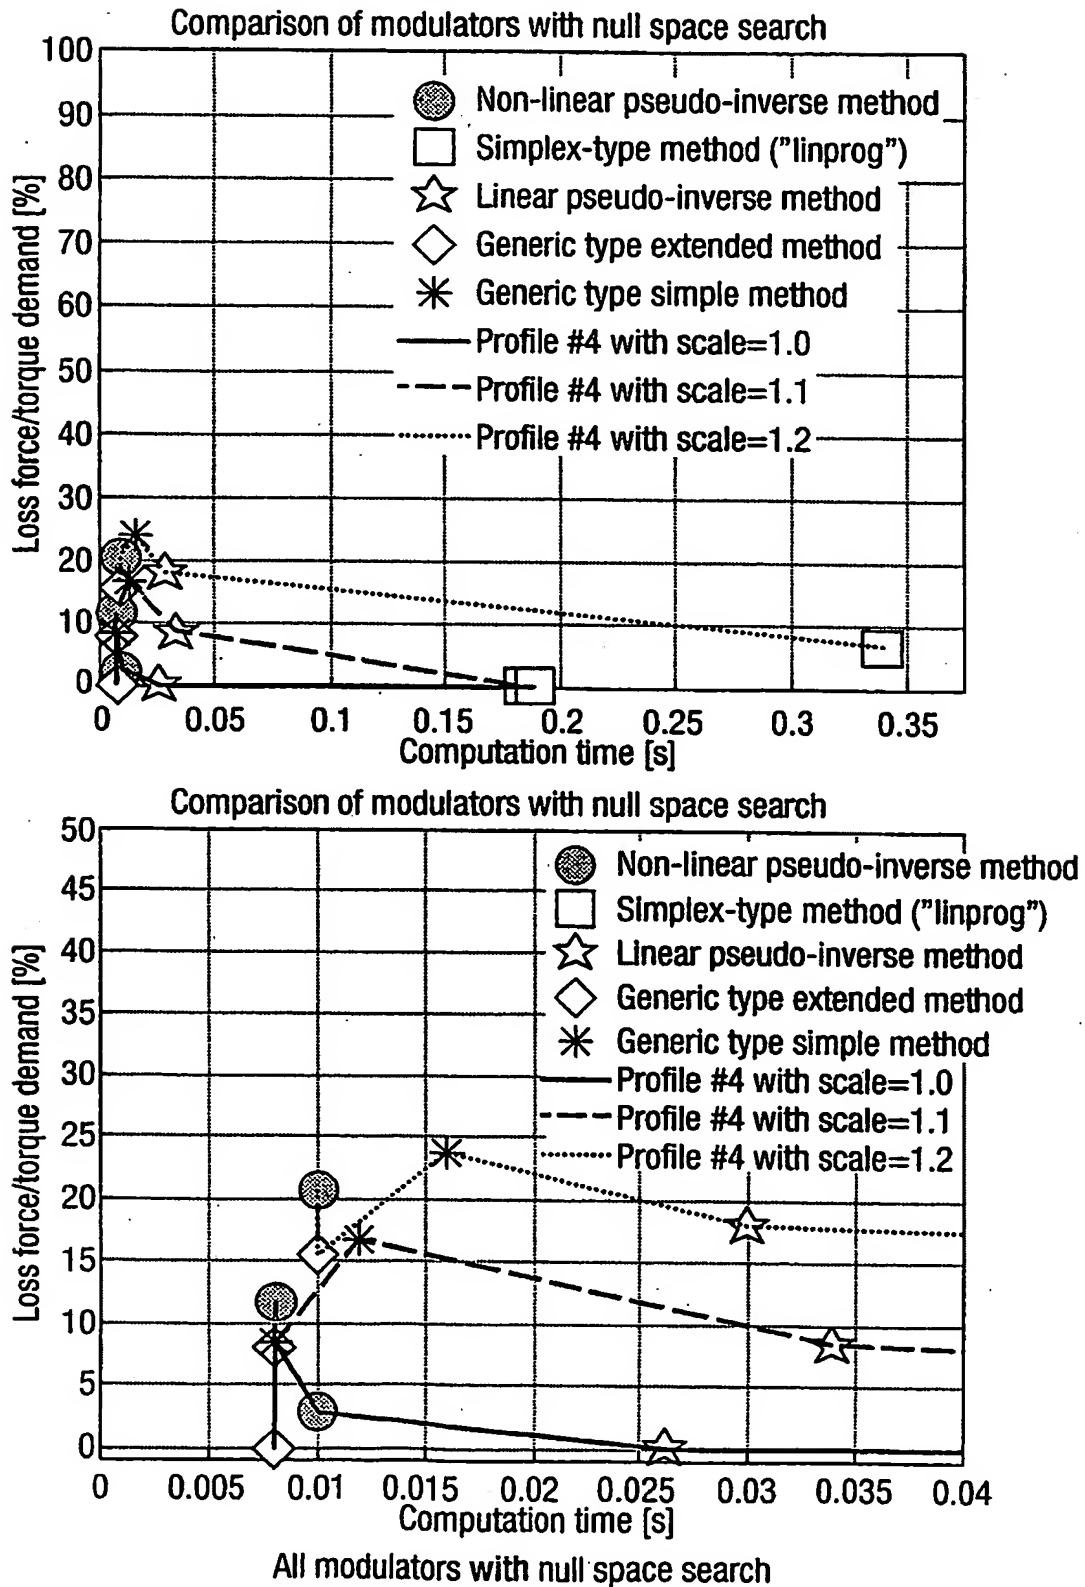 Comparison of modulators with null space search
100
90
80
70
60
50
40
30
20
10
0
Loss force/torque demand [%]
Non-linear pseudo-inverse method
Simplex-type method ("linprog")
Linear pseudo-inverse method
Generic type extended method
Generic type simple method
Profile #4 with scale=1.0
Profile #4 with scale=1.1
Profile #4 with scale=1.2
0 0.05 0.1 0.15 0.2 0.25 0.3 0.35
Computation time [s]
Comparison of modulators with null space search
50
45
40
35
30
25
20
15
10
5
0
Loss force/torque demand [%]
Non-linear pseudo-inverse method
Simplex-type method ("linprog")
Linear pseudo-inverse method
Generic type extended method
Generic type simple method
Profile #4 with scale=1.0
Profile #4 with scale=1.1
Profile #4 with scale=1.2
0 0.005 0.01 0.015 0.02 0.025 0.03 0.035 0.04
Computation time [s]
All modulators with null space search